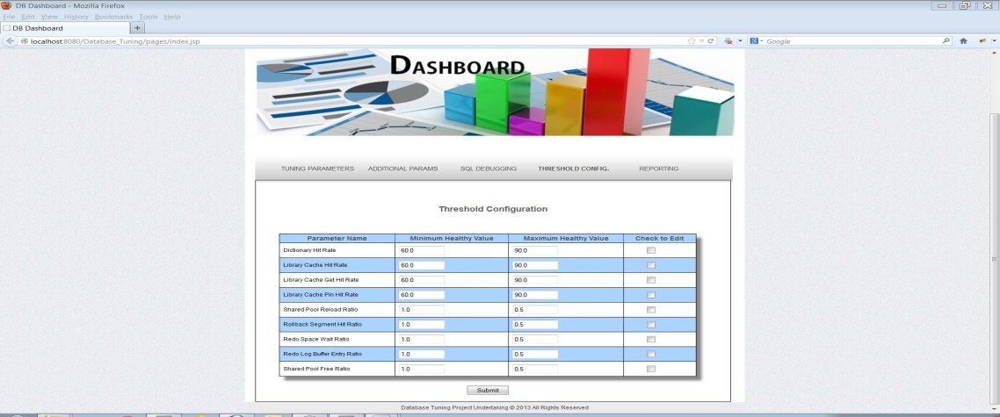 DB Dashboard - Mozilla Firefox
File Edit View History Bookmarks Tools Help
DB Dashboard +
localhost:8080/Database_Tuning/pages/index.jsp
Google
DASHBOARD
TUNING PARAMETERS ADDITIONAL PARAMS SQL DEBUGGING THRESHOLD CONFIG. REPORTING
Threshold Configuration
Parameter Name Minimum Healthy Value Maximum Healthy Value Check to Edit
Dictionary Hit Rate 60.0 90.0
Library Cache Hit Rate 60.0 90.0
Library Cache Get Hit Rate 60.0 90.0
Library Cache Pin Hit Rate 60.0 90.0
Shared Pool Reload Ratio 1.0 0.5
Rollback Segment Hit Ratio 1.0 0.5
Redo Space Wait Ratio 1.0 0.5
Redo Log Buffer Entry Ratio 1.0 0.5
Shared Pool Free Ratio 1.0 0.5
Submit
Database Tuning Project Undertaking © 2013 All Rights Reserved